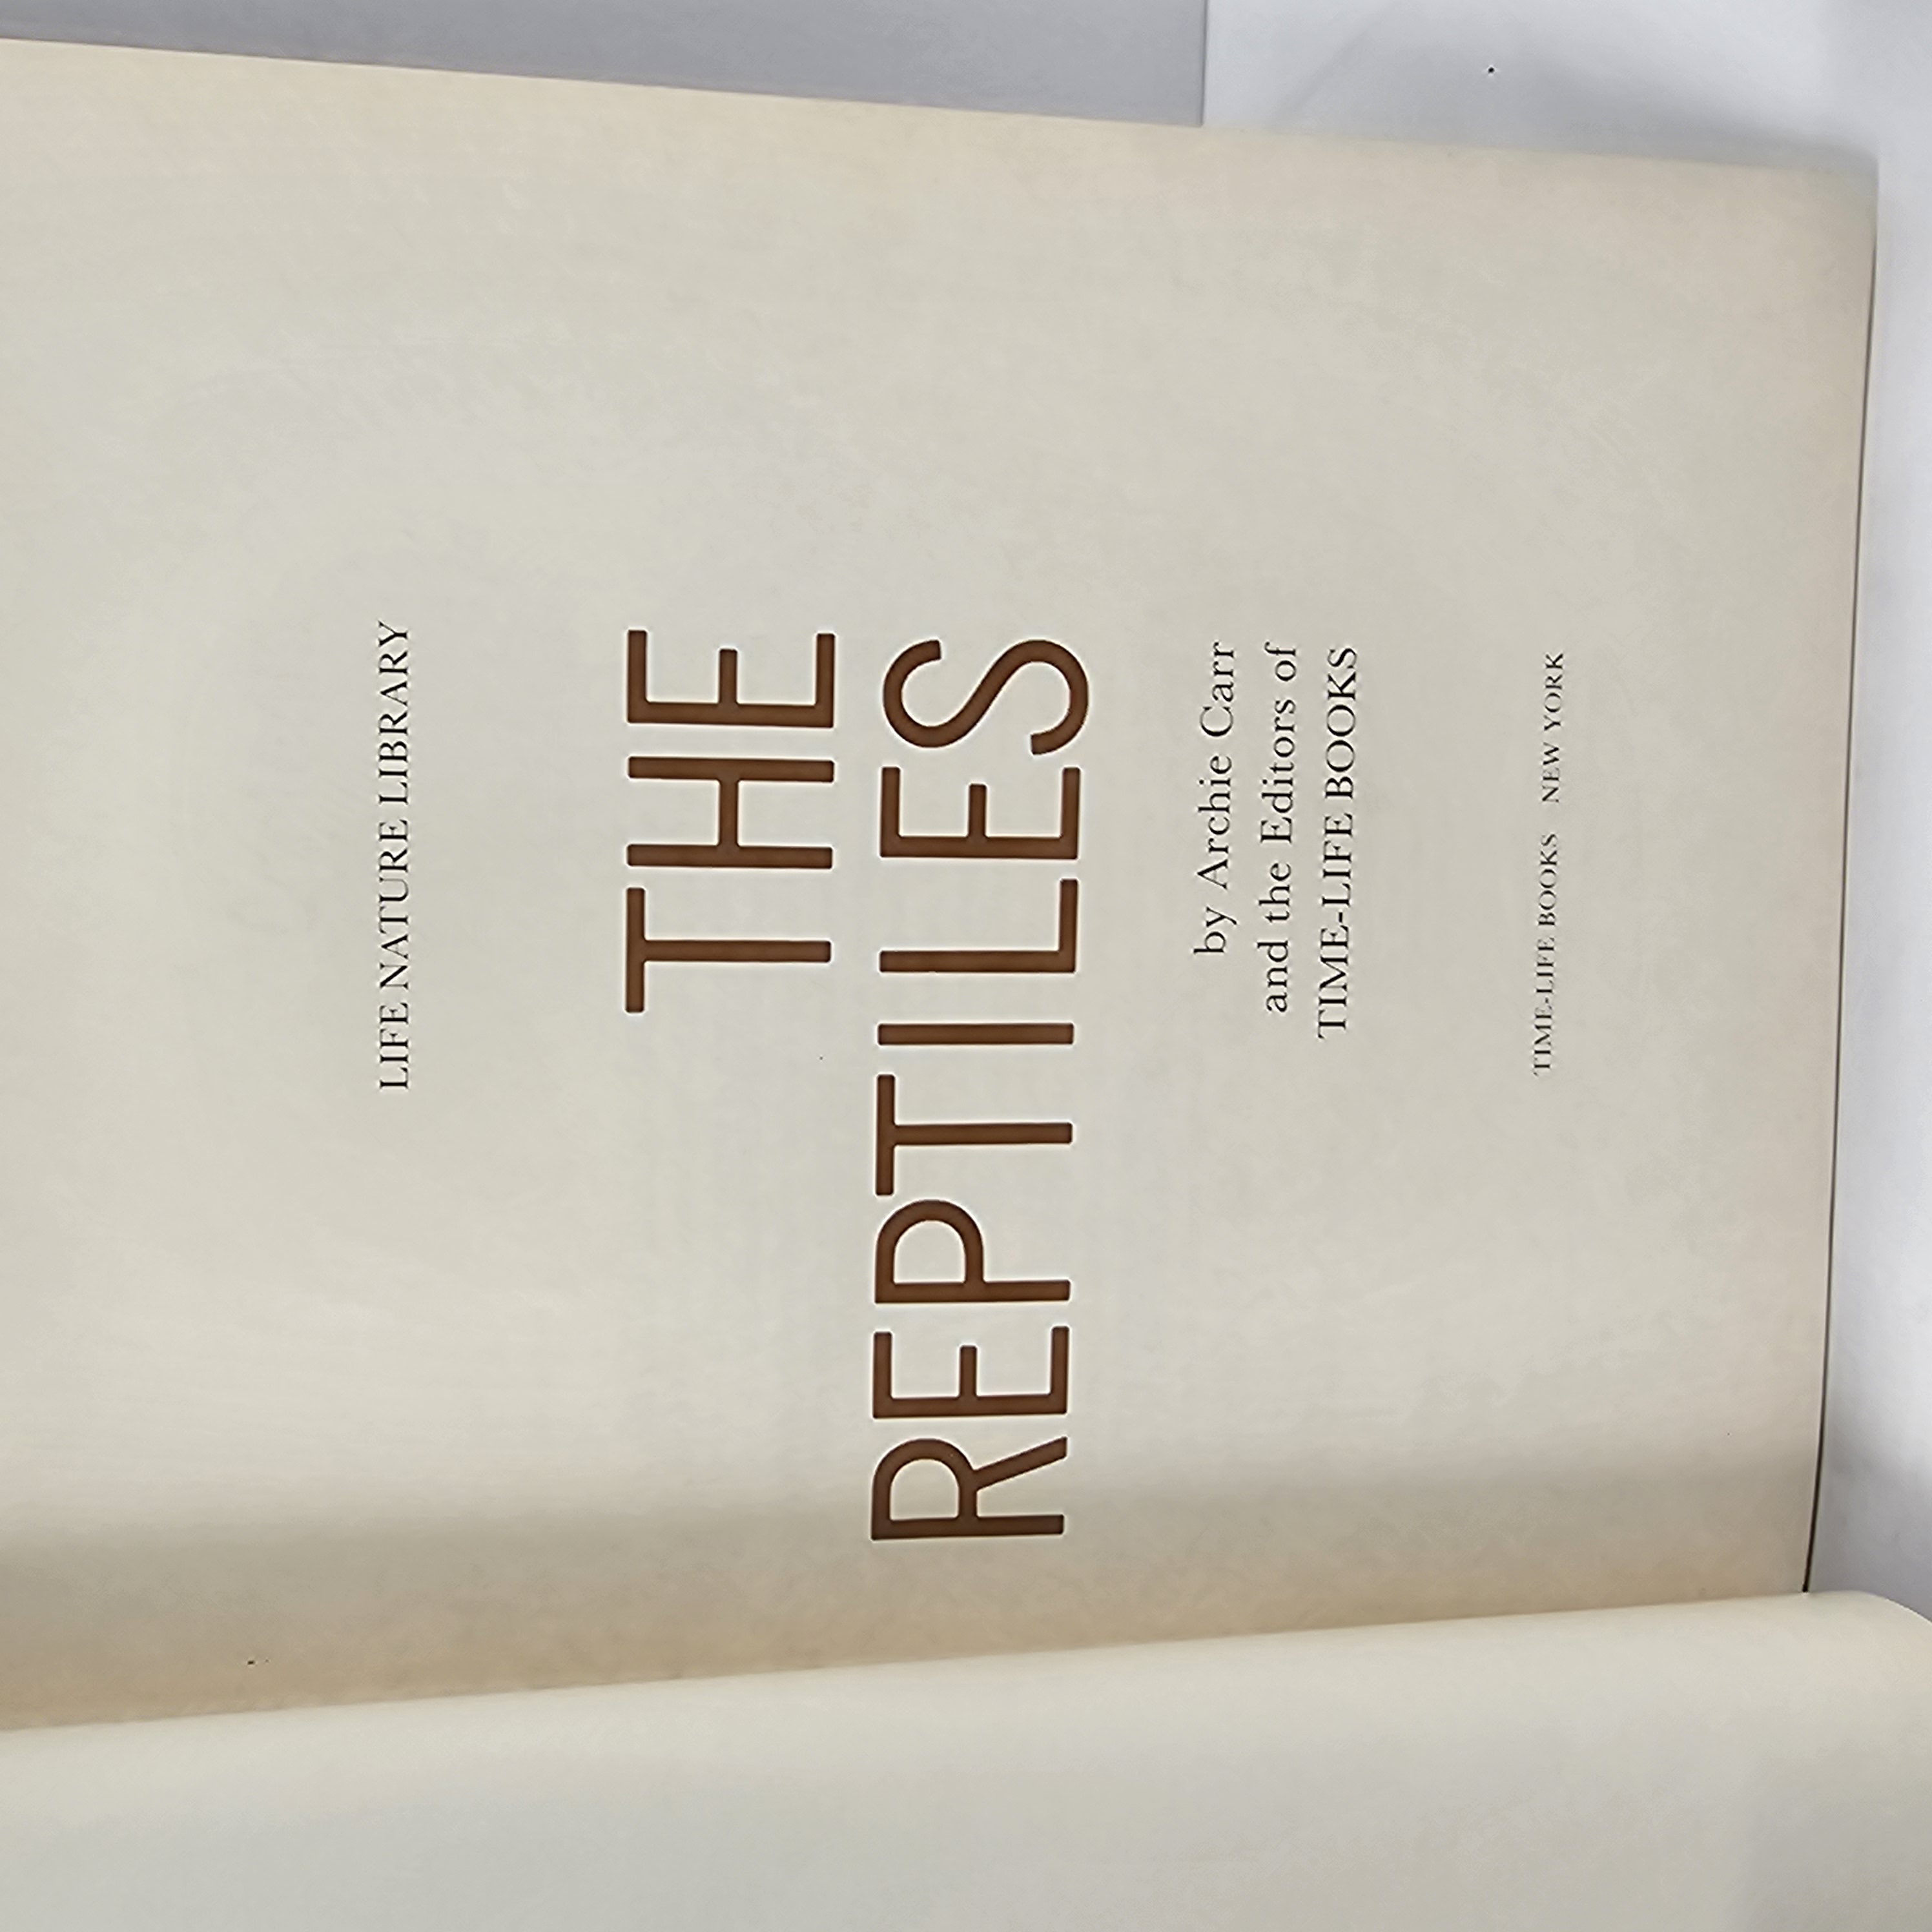 LIFE NATURE LIBRARY
THE
REPTILES
by Archie Carr
and the Editors of
TIME-LIFE BOOKS
TIME-LIFE BOOKS NEW YORK